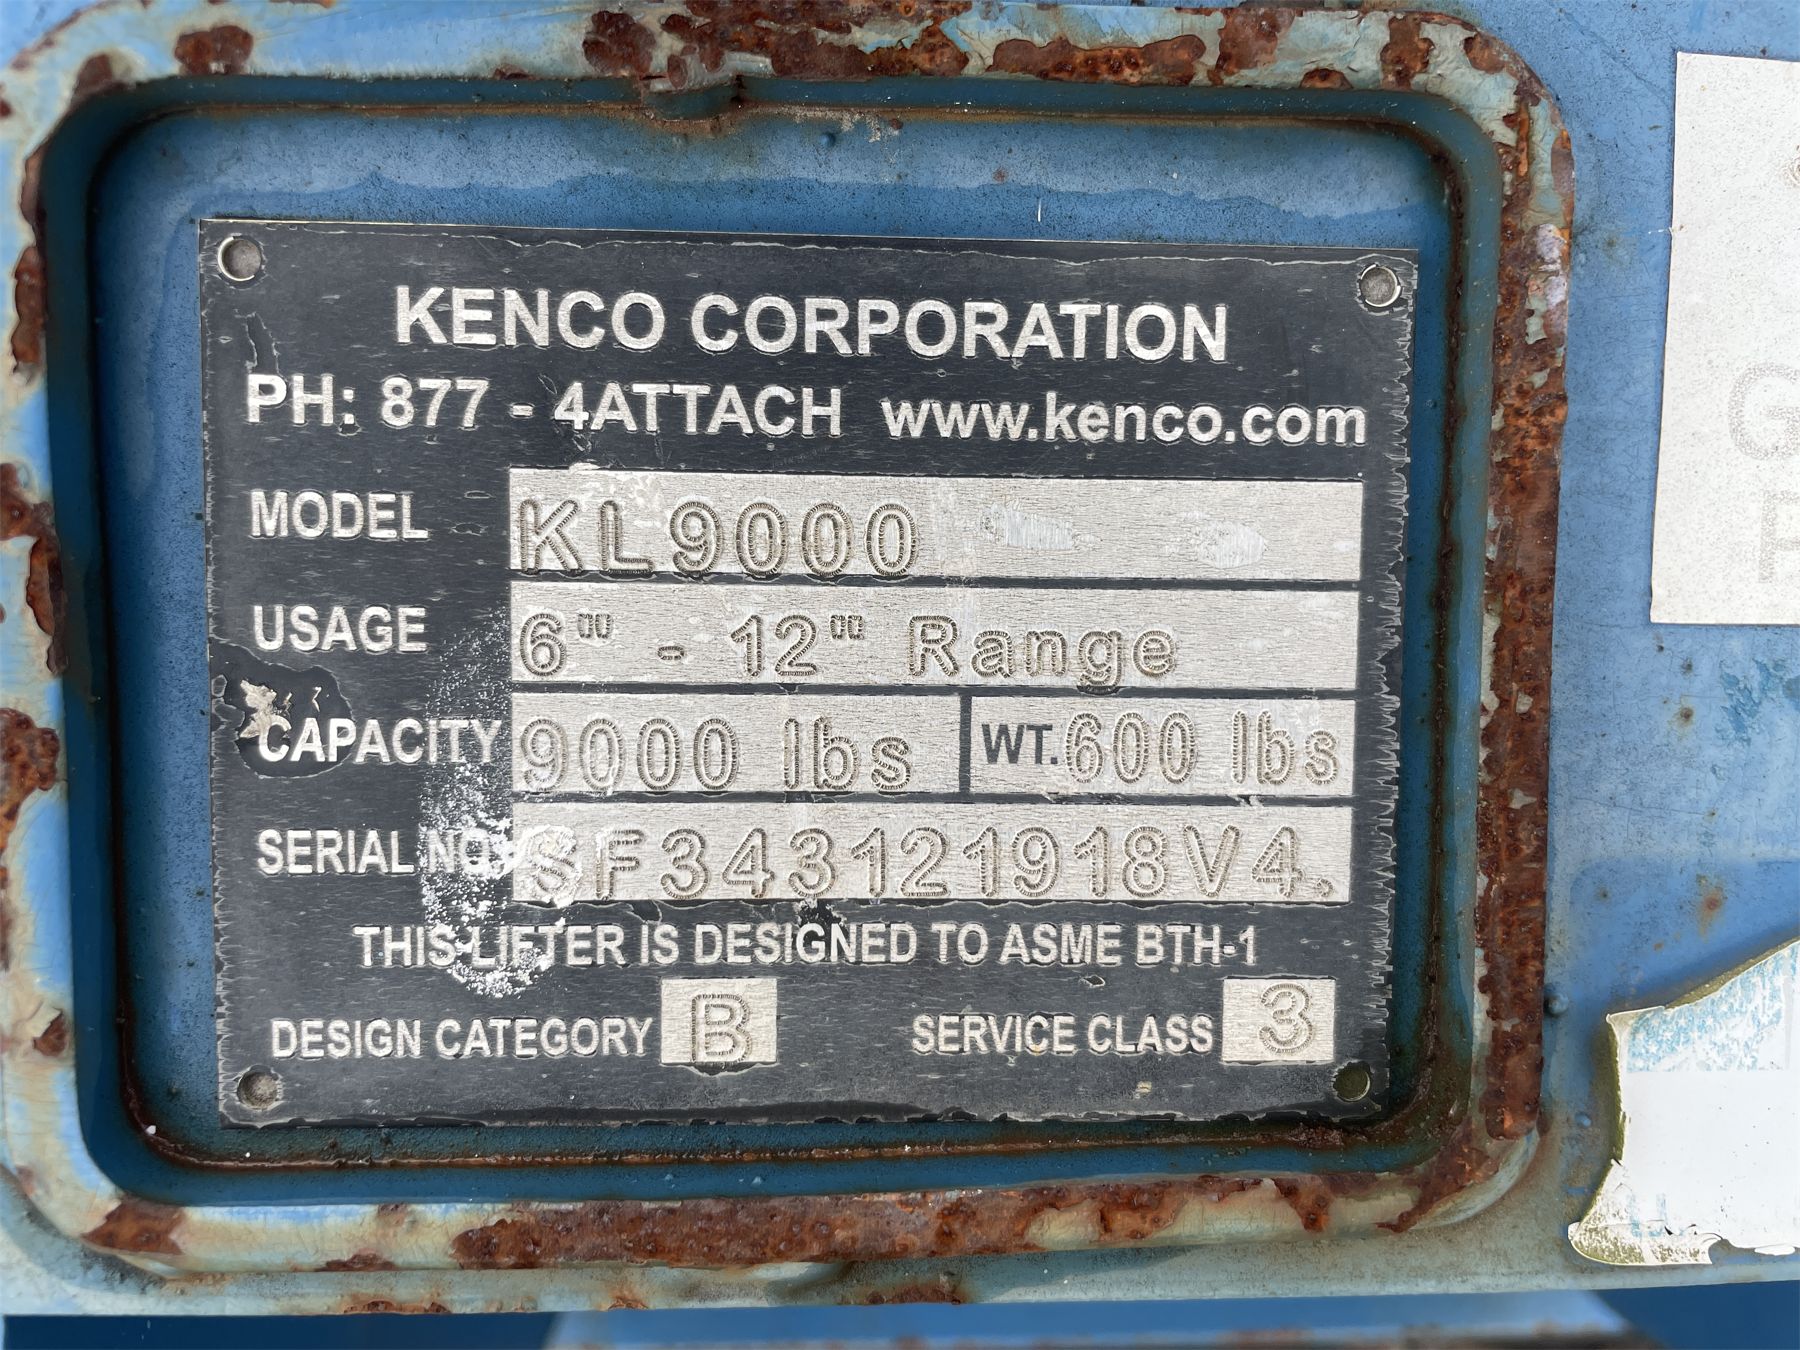 KENCO CORPORATION
PH: 877 - 4ATTACH www.kenco.com
MODEL KL9000
USAGE 6" - 12" Range
CAPACITY 9000 lbs WT. 600 lbs
SERIAL NO. SF343121918V4.
THIS LIFTER IS DESIGNED TO ASME BTH-1
DESIGN CATEGORY B SERVICE CLASS 3